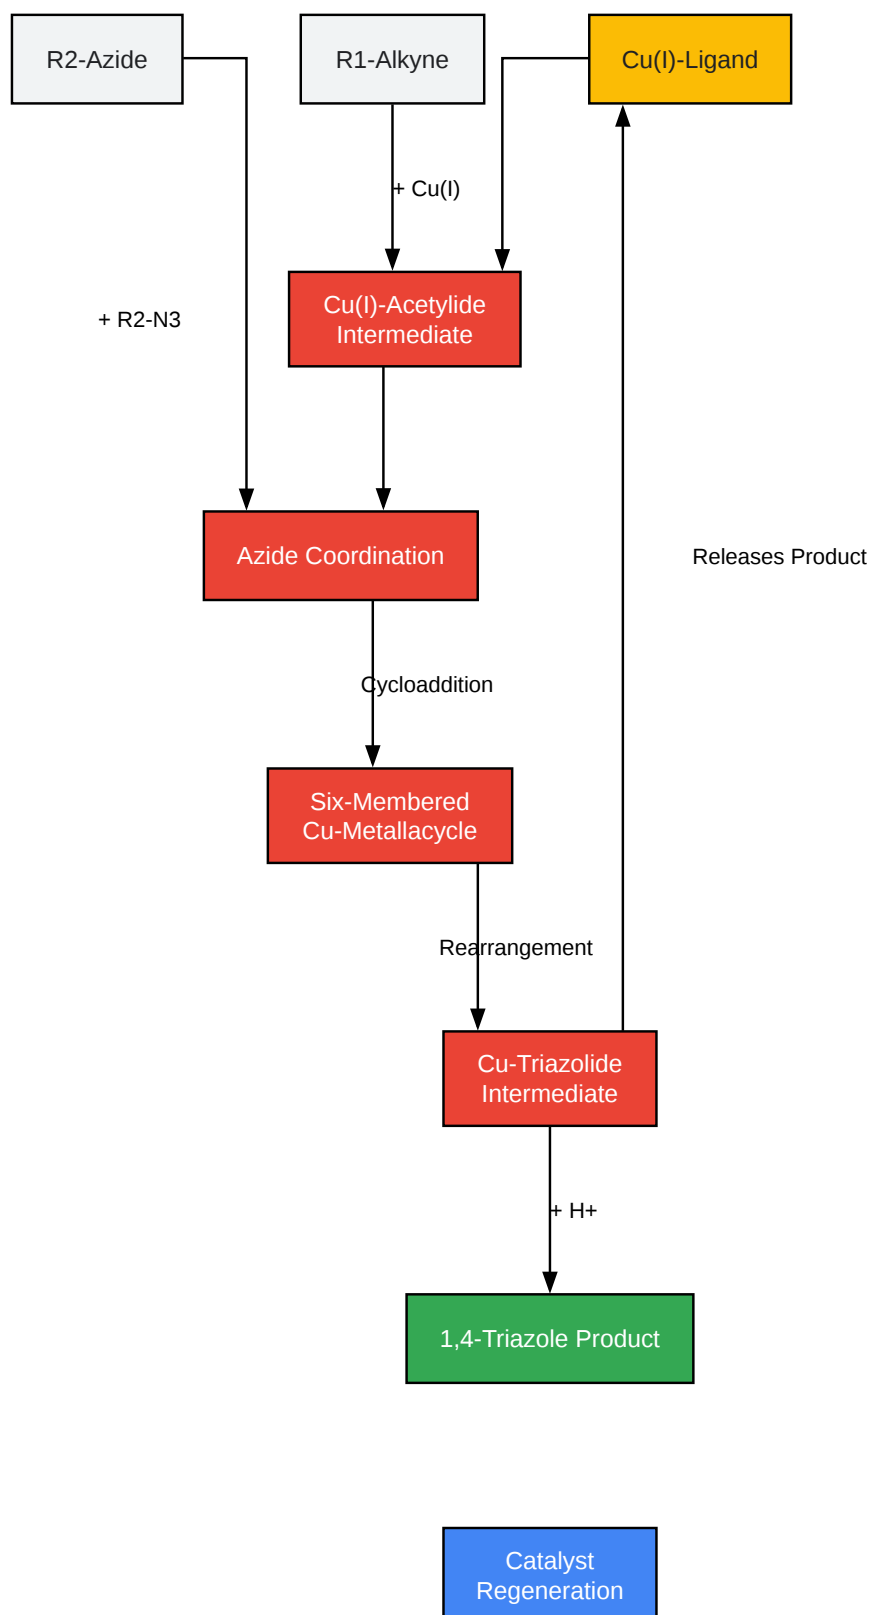 R2-Azide
R1-Alkyne
Cu(I)-Ligand
+ Cu(I)
Cu(I)-Acetylide
Intermediate
+ R2-N3
Azide Coordination
Releases Product
Cycloaddition
Six-Membered
Cu-Metallacycle
Rearrangement
Cu-Triazolide
Intermediate
+ H+
1,4-Triazole Product
Catalyst
Regeneration